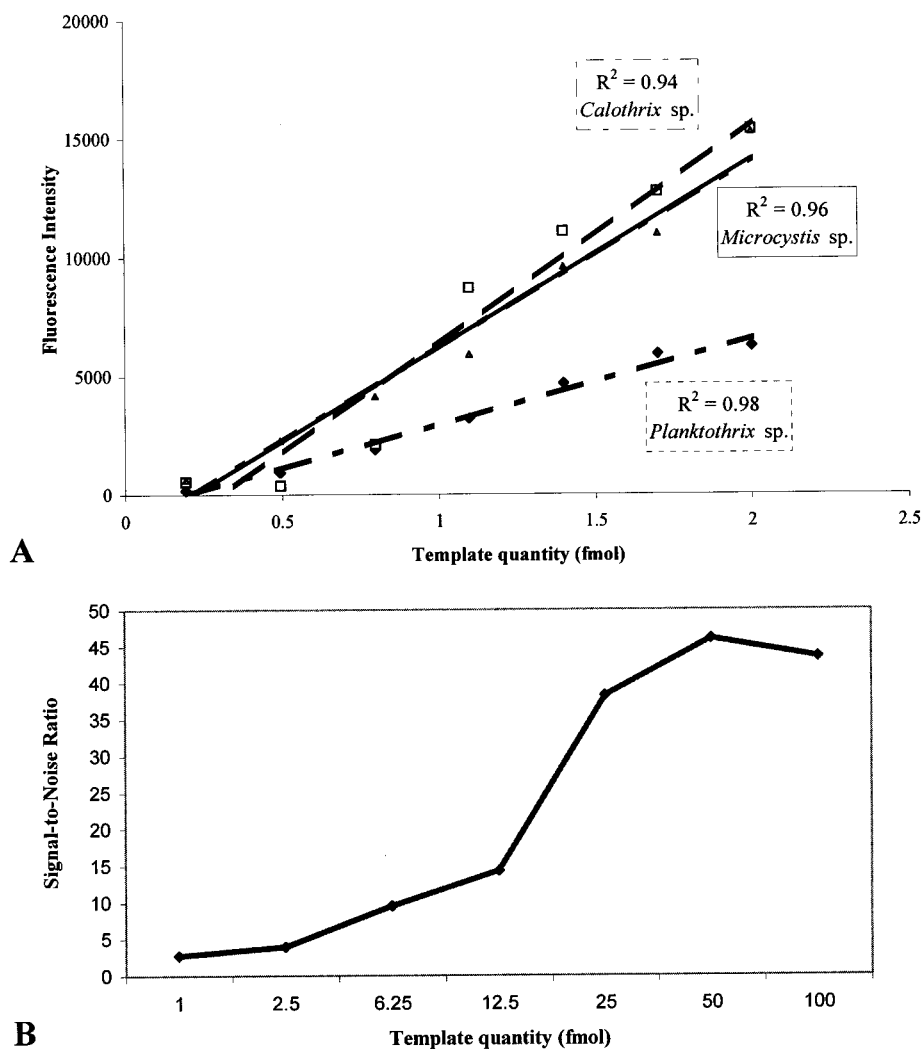 20000
15000
10000
5000
0
Fluorescence Intensity
R² = 0.94
Calothrix sp.
R² = 0.96
Microcystis sp.
R² = 0.98
Planktothrix sp.
0 0.5 1 1.5 2 2.5
Template quantity (fmol)
A
50
45
40
35
30
25
20
15
10
5
0
Signal-to-Noise Ratio
1 2.5 6.25 12.5 25 50 100
Template quantity (fmol)
B